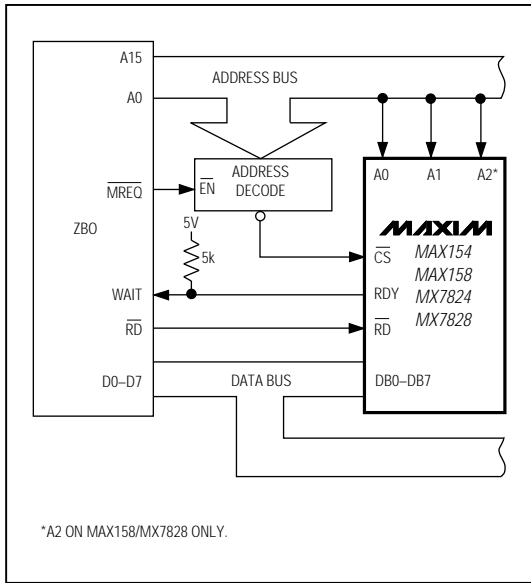 A15
ADDRESS BUS
A0
ADDRESS
DECODE
EN
MREQ
A0 A1 A2*
MAXIM
ZBO
5V
5k
CS
MAX154
MAX158
MX7824
MX7828
WAIT
RDY
RD
RD
D0–D7
DATA BUS
DB0–DB7
*A2 ON MAX158/MX7828 ONLY.